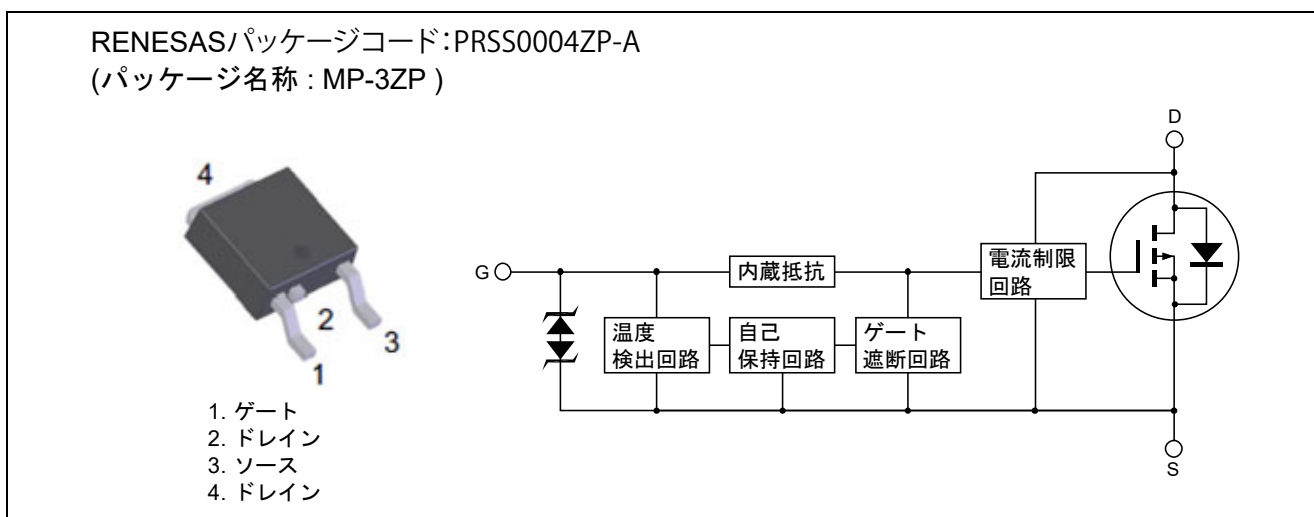 RENESASパッケージコード：PRSS0004ZP-A
(パッケージ名称 : MP-3ZP )
4
2
3
1
1. ゲート
2. ドレイン
3. ソース
4. ドレイン
D
G
内蔵抵抗
電流制限
回路
温度
検出回路
自己
保持回路
ゲート
遮断回路
S